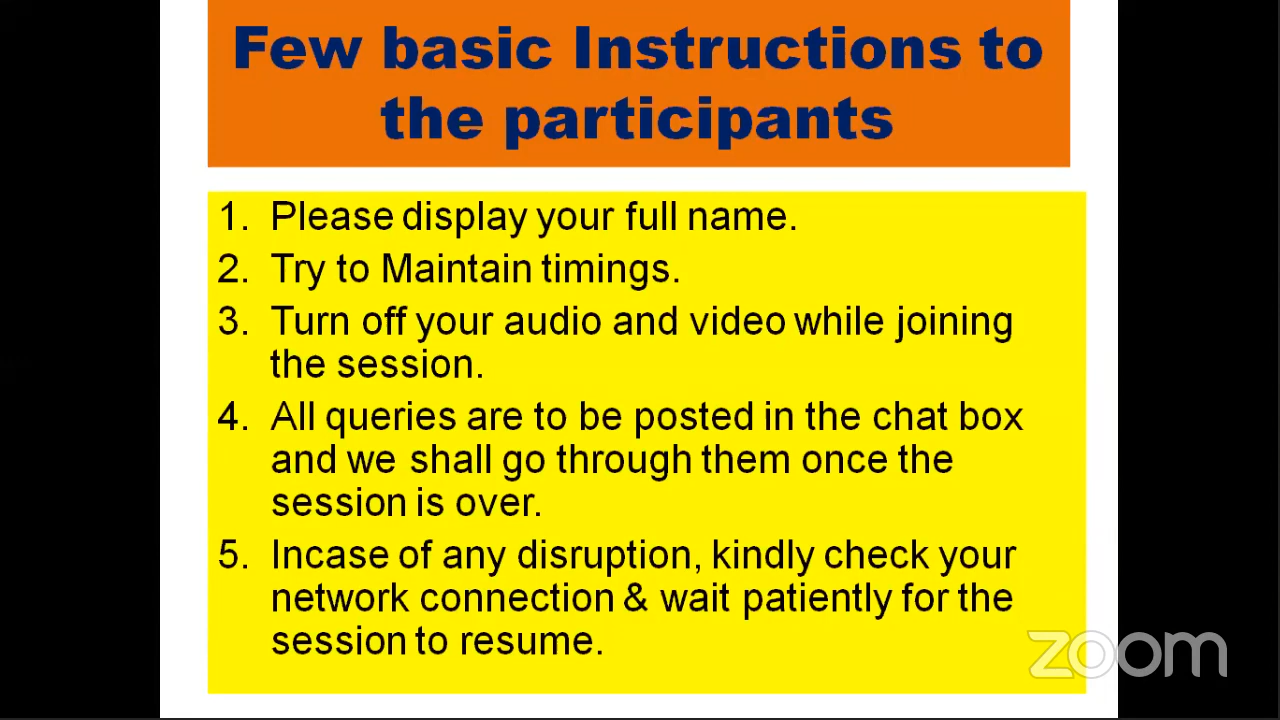 Few basic Instructions to
the participants
1. Please display your full name.
2. Try to Maintain timings.
3. Turn off your audio and video while joining
the session.
4. All queries are to be posted in the chat box
and we shall go through them once the
session is over.
5. Incase of any disruption, kindly check your
network connection & wait patiently for the
session to resume.
zoom